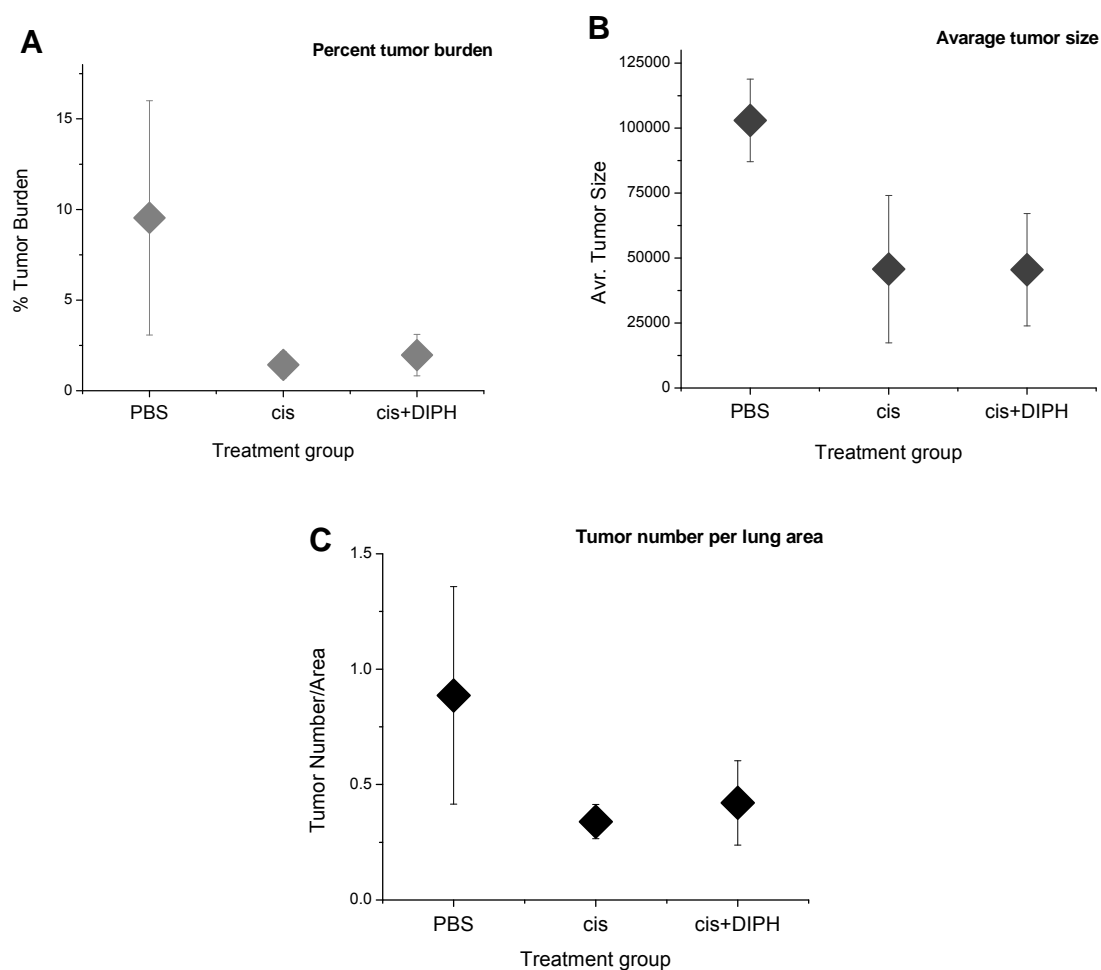 A
Percent tumor burden
% Tumor Burden
15
10
5
0
PBS
cis
cis+DIPH
Treatment group
B
Avarage tumor size
Avr. Tumor Size
125000
100000
75000
50000
25000
0
PBS
cis
cis+DIPH
Treatment group
C
Tumor number per lung area
Tumor Number/Area
1.5
1.0
0.5
0.0
PBS
cis
cis+DIPH
Treatment group